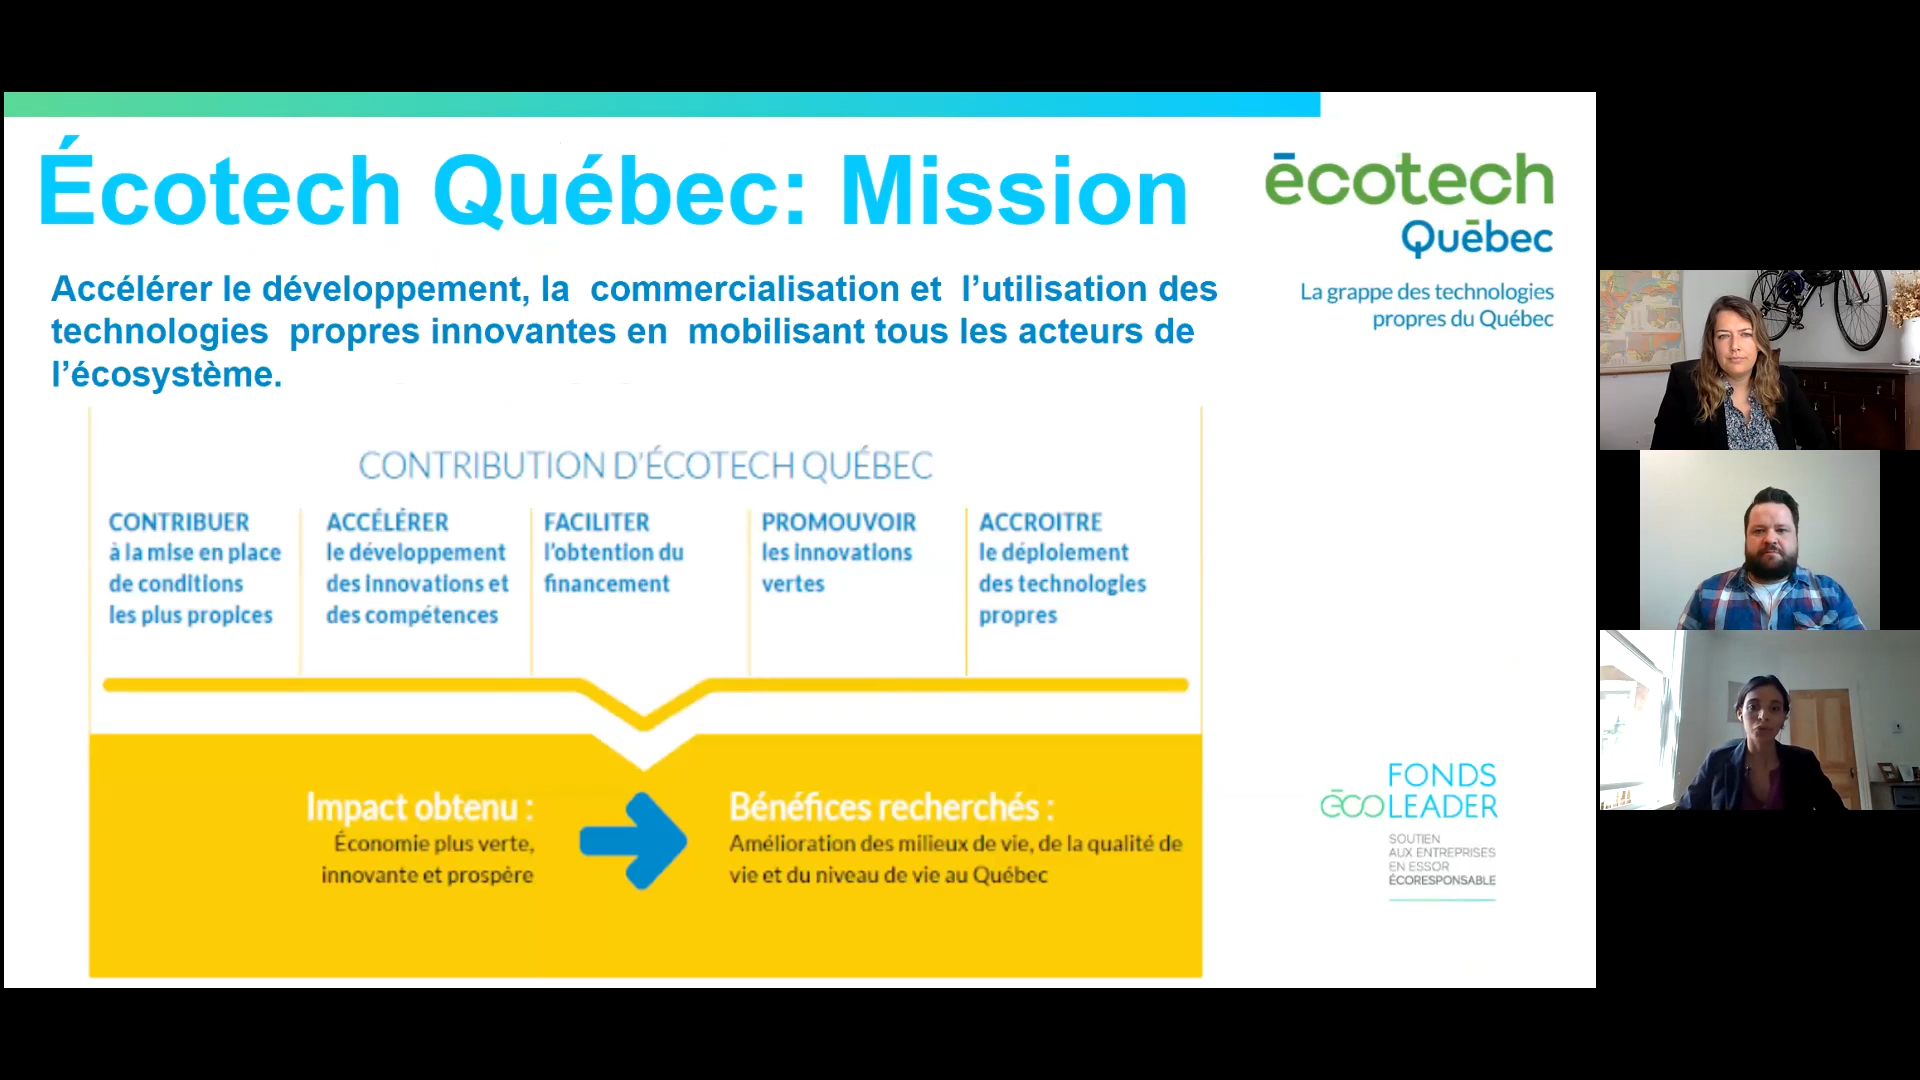 Écotech Québec: Mission
écotech
Québec
La grappe des technologies
propres du Québec
Accélérer le développement, la commercialisation et l’utilisation des
technologies propres innovantes en mobilisant tous les acteurs de
l’écosystème.
CONTRIBUTION D’ÉCOTECH QUÉBEC
CONTRIBUER
à la mise en place
de conditions
les plus propices
ACCÉLÉRER
le développement
des innovations et
des compétences
FACILITER
l’obtention du
financement
PROMOUVOIR
les innovations
vertes
ACCROITRE
le déploiement
des technologies
propres
Impact obtenu :
Économie plus verte,
innovante et prospère
Bénéfices recherchés :
Amélioration des milieux de vie, de la qualité de
vie et du niveau de vie au Québec
FONDS
écoLEADER
SOUTIEN
AUX ENTREPRISES
EN ESSOR
ÉCORESPONSABLE